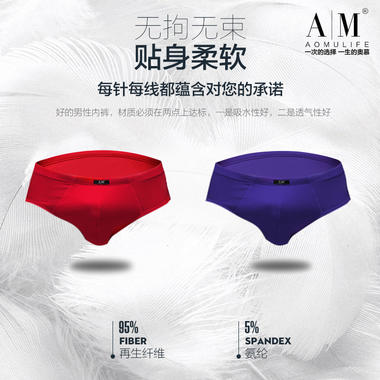 无拘无束
贴身柔软
每针每线都蕴含对您的承诺
好的男性内裤，材质必须在两点上达标，一是吸水性好，二是透气性好
A|M®
AOMULIFE
一次的选择 一生的奥慕
95%
FIBER
再生纤维
5%
SPANDEX
氨纶